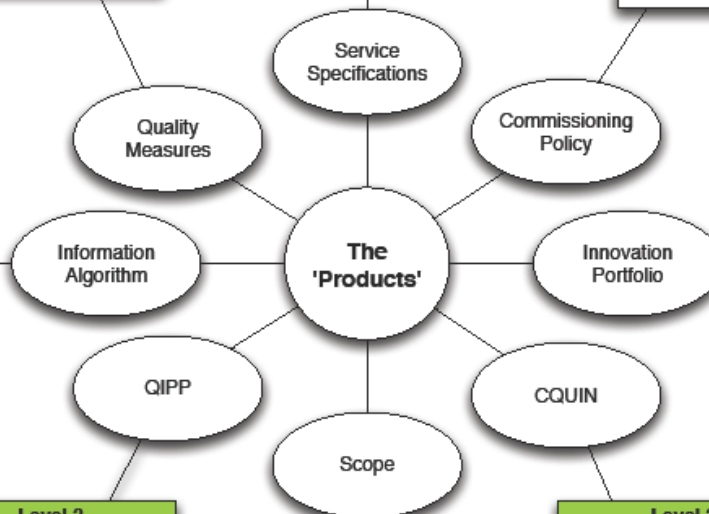 Service
Specifications
Quality
Measures
Commissioning
Policy
Information
Algorithm
The
'Products'
Innovation
Portfolio
QIPP
CQUIN
Scope